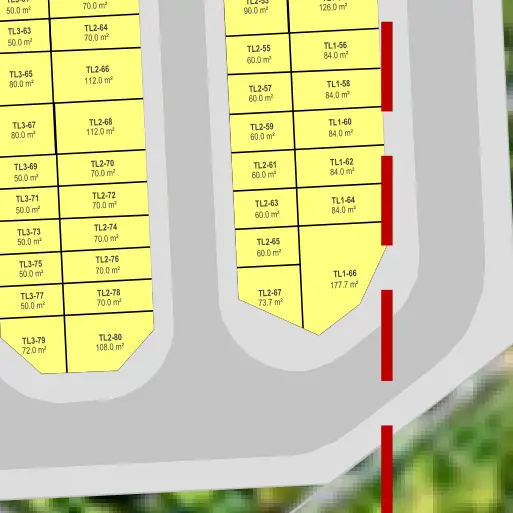 50.0 m²
70.0 m²
TL3-63
50.0 m²
TL2-64
70.0 m²
TL3-65
80.0 m²
TL2-66
112.0 m²
TL3-67
80.0 m²
TL2-68
112.0 m²
TL3-69
50.0 m²
TL2-70
70.0 m²
TL3-71
50.0 m²
TL2-72
70.0 m²
TL3-73
50.0 m²
TL2-74
70.0 m²
TL3-75
50.0 m²
TL2-76
70.0 m²
TL3-77
50.0 m²
TL2-78
70.0 m²
TL3-79
72.0 m²
TL2-80
108.0 m²
TL2-53
90.0 m²
126.0 m²
TL2-55
60.0 m²
TL1-56
84.0 m²
TL2-57
60.0 m²
TL1-58
84.0 m²
TL2-59
60.0 m²
TL1-60
84.0 m²
TL2-61
60.0 m²
TL1-62
84.0 m²
TL2-63
60.0 m²
TL1-64
84.0 m²
TL2-65
60.0 m²
TL2-67
73.7 m²
TL1-66
177.7 m²